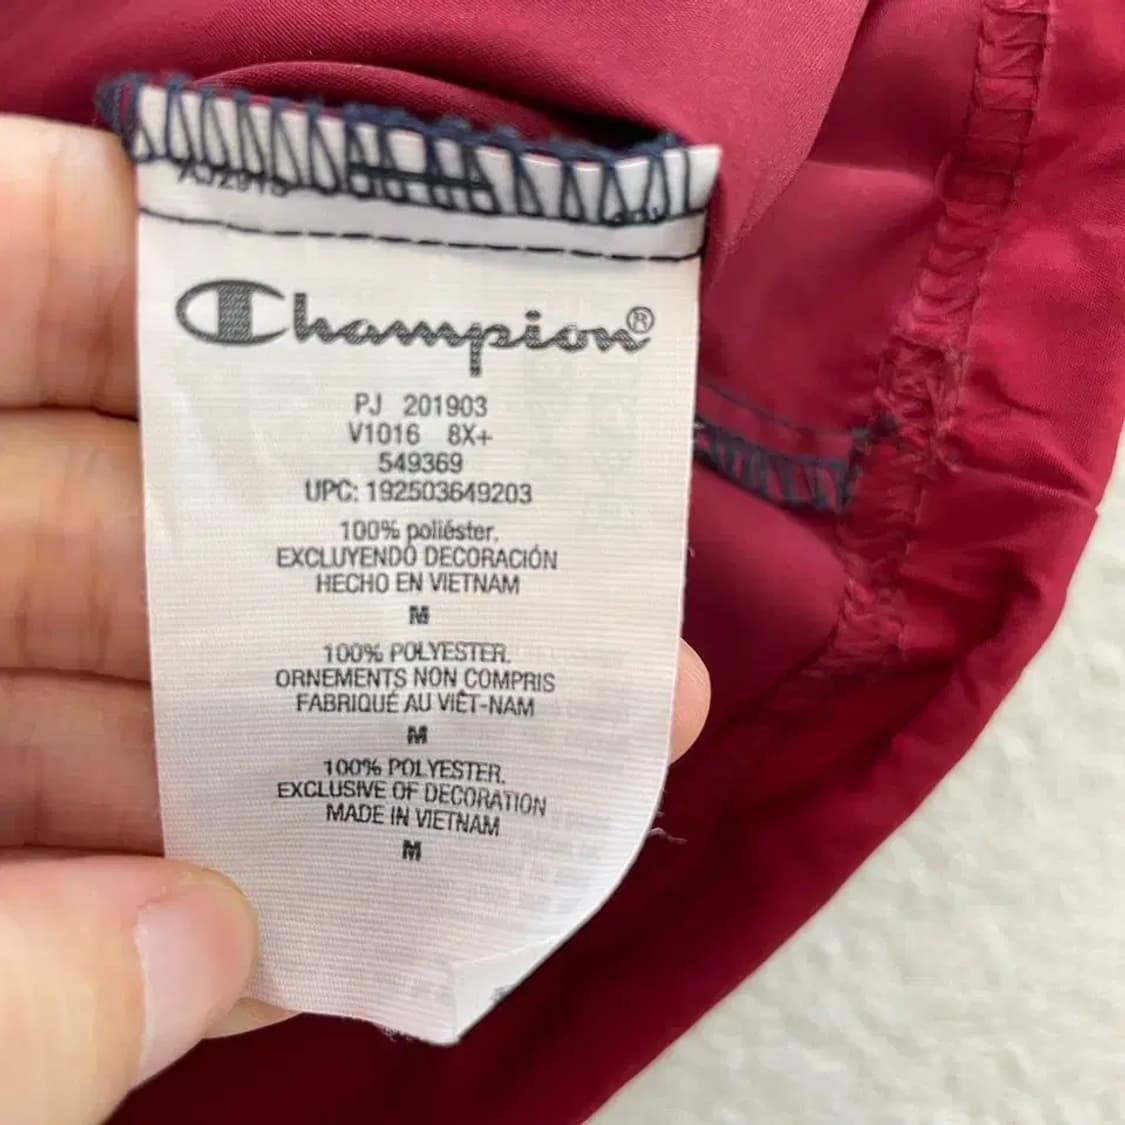 Champion®
PJ 201903
V1016 8X+
549369
UPC: 192503649203
100% poliéster.
EXCLUYENDO DECORACIÓN
HECHO EN VIETNAM
M
100% POLYESTER.
ORNEMENTS NON COMPRIS
FABRIQUÉ AU VIÊT-NAM
M
100% POLYESTER.
EXCLUSIVE OF DECORATION
MADE IN VIETNAM
M